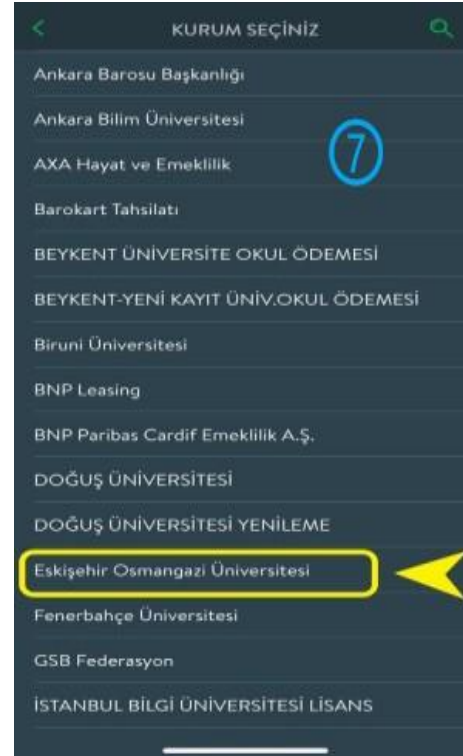 KURUM SEÇİNİZ
Ankara Barosu Başkanlığı
Ankara Bilim Üniversitesi
7
AXA Hayat ve Emeklilik
Barokart Tahsilatı
BEYKENT ÜNİVERSİTE OKUL ÖDEMESİ
BEYKENT-YENİ KAYIT ÜNİV.OKUL ÖDEMESİ
Biruni Üniversitesi
BNP Leasing
BNP Paribas Cardif Emeklilik A.Ş.
DOĞUŞ ÜNİVERSİTESİ
DOĞUŞ ÜNİVERSİTESİ YENİLEME
Eskişehir Osmangazi Üniversitesi
Fenerbahçe Üniversitesi
GSB Federasyon
İSTANBUL BİLGİ ÜNİVERSİTESİ LİSANS